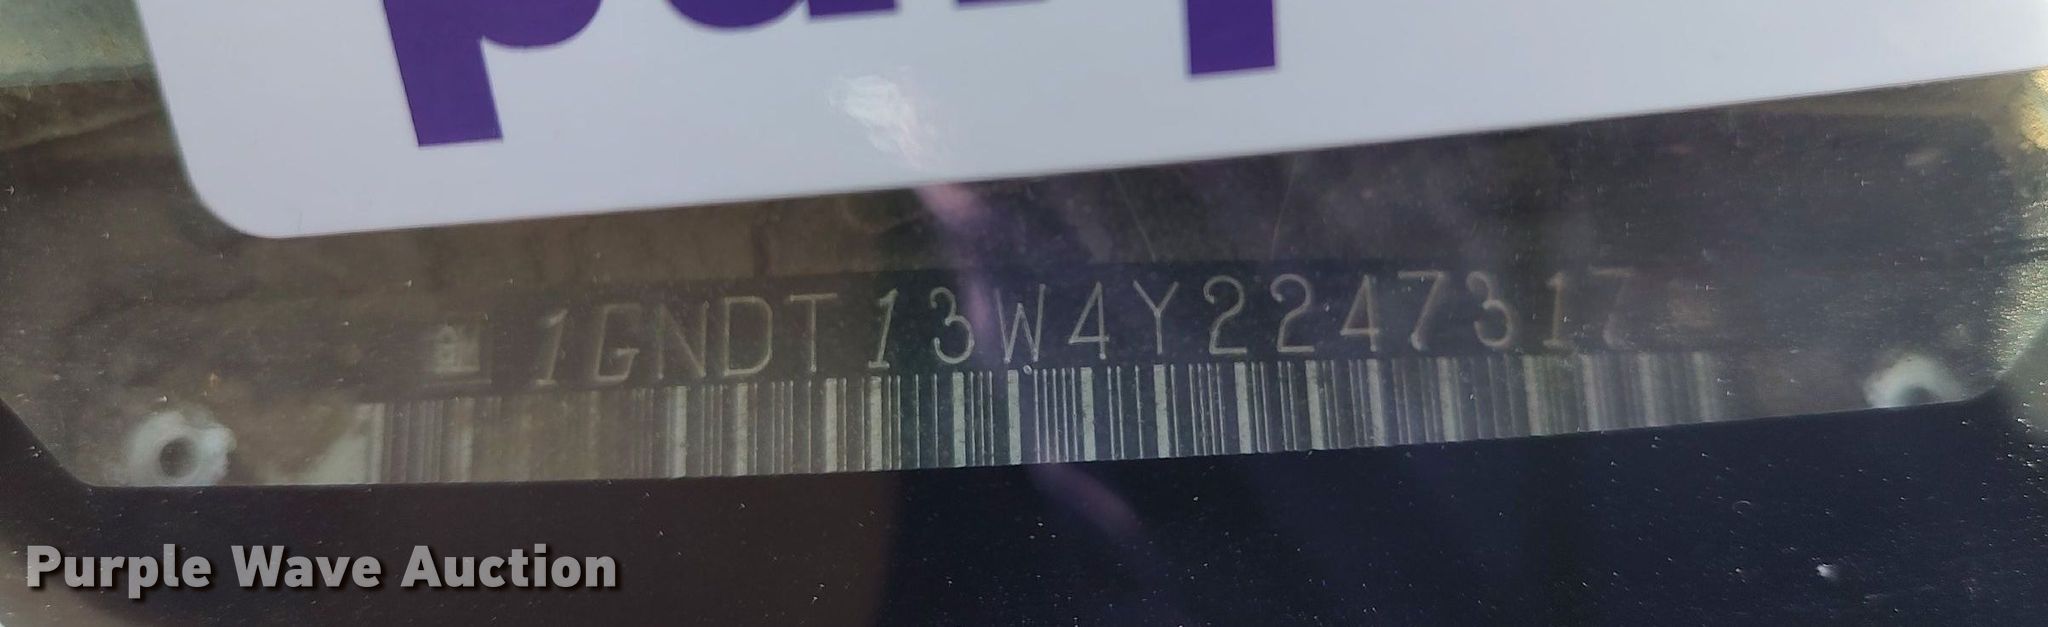 1GNDT13W4Y2247317
Purple Wave Auction